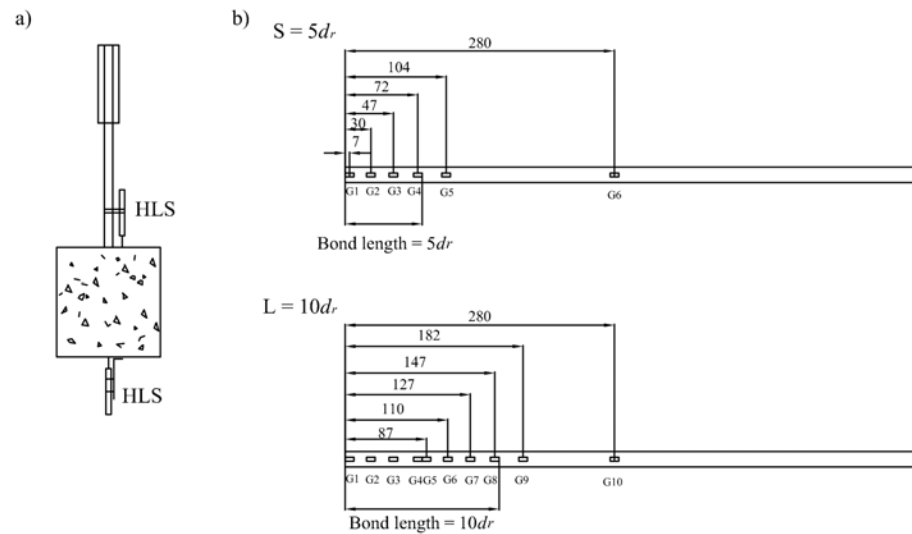 a)
HLS
HLS
b)
S = 5dr
280
104
72
47
30
7
G1 G2 G3 G4 G5 G6
Bond length = 5dr
L = 10dr
280
182
147
127
110
87
G1 G2 G3 G4G5 G6 G7 G8 G9 G10
Bond length = 10dr